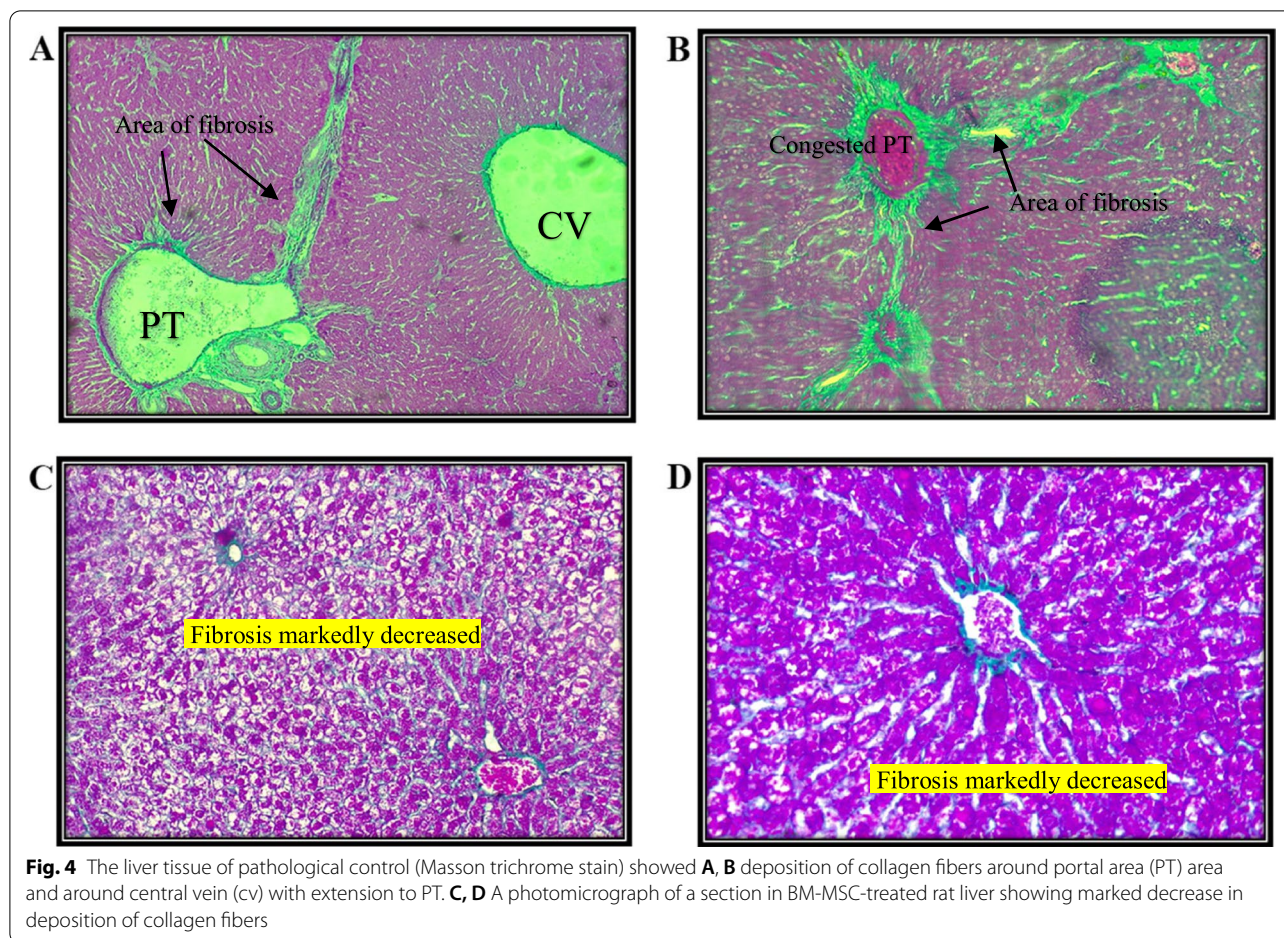 A
Area of fibrosis
CV
PT
B
Congested PT
Area of fibrosis
C
Fibrosis markedly decreased
D
Fibrosis markedly decreased
Fig. 4 The liver tissue of pathological control (Masson trichrome stain) showed A, B deposition of collagen fibers around portal area (PT) area
and around central vein (cv) with extension to PT. C, D A photomicrograph of a section in BM-MSC-treated rat liver showing marked decrease in
deposition of collagen fibers